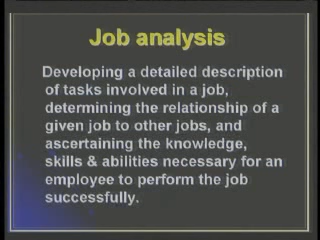 Job analysis
Developing a detailed description
of tasks involved in a job,
determining the relationship of a
given job to other jobs, and
ascertaining the knowledge,
skills & abilities necessary for an
employee to perform the job
successfully.